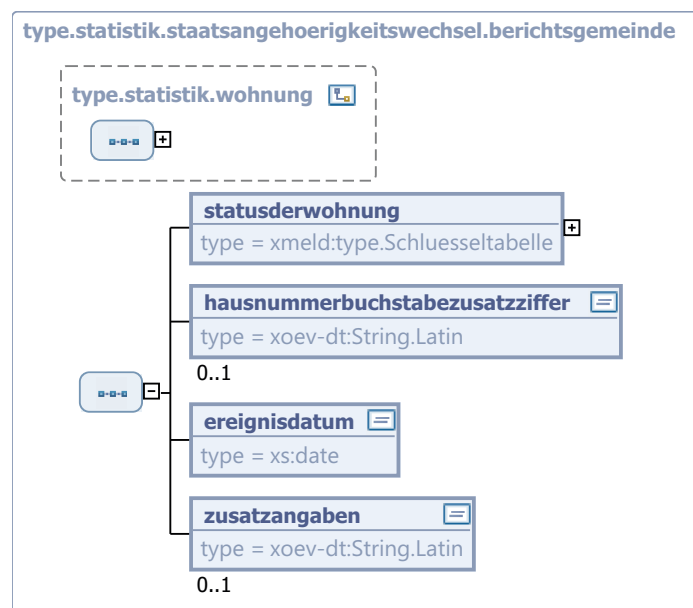 type.statistik.staatsangehoerigkeitswechsel.berichtsgemeinde
type.statistik.wohnung
statusderwohnung
type = xmeld:type.Schluesseltabelle
hausnummerbuchstabezusatzziffer
type = xoev-dt:String.Latin
0..1
ereignisdatum
type = xs:date
zusatzangaben
type = xoev-dt:String.Latin
0..1